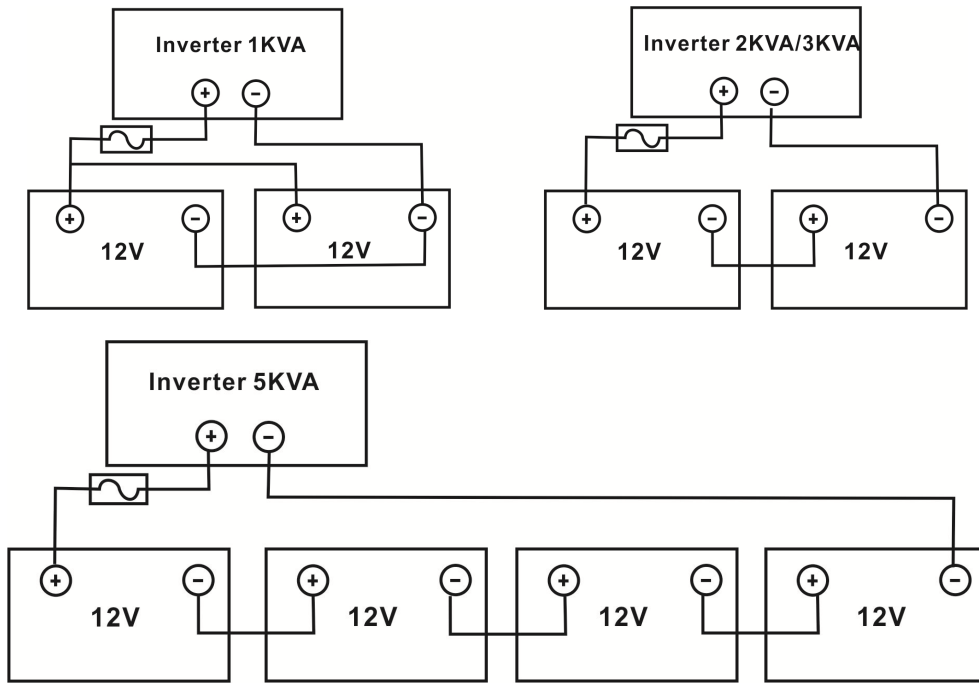 Inverter 1KVA
+ −
+ − + −
12V 12V
Inverter 2KVA/3KVA
+ −
+ − + −
12V 12V
Inverter 5KVA
+ −
+ − + − + − + −
12V 12V 12V 12V